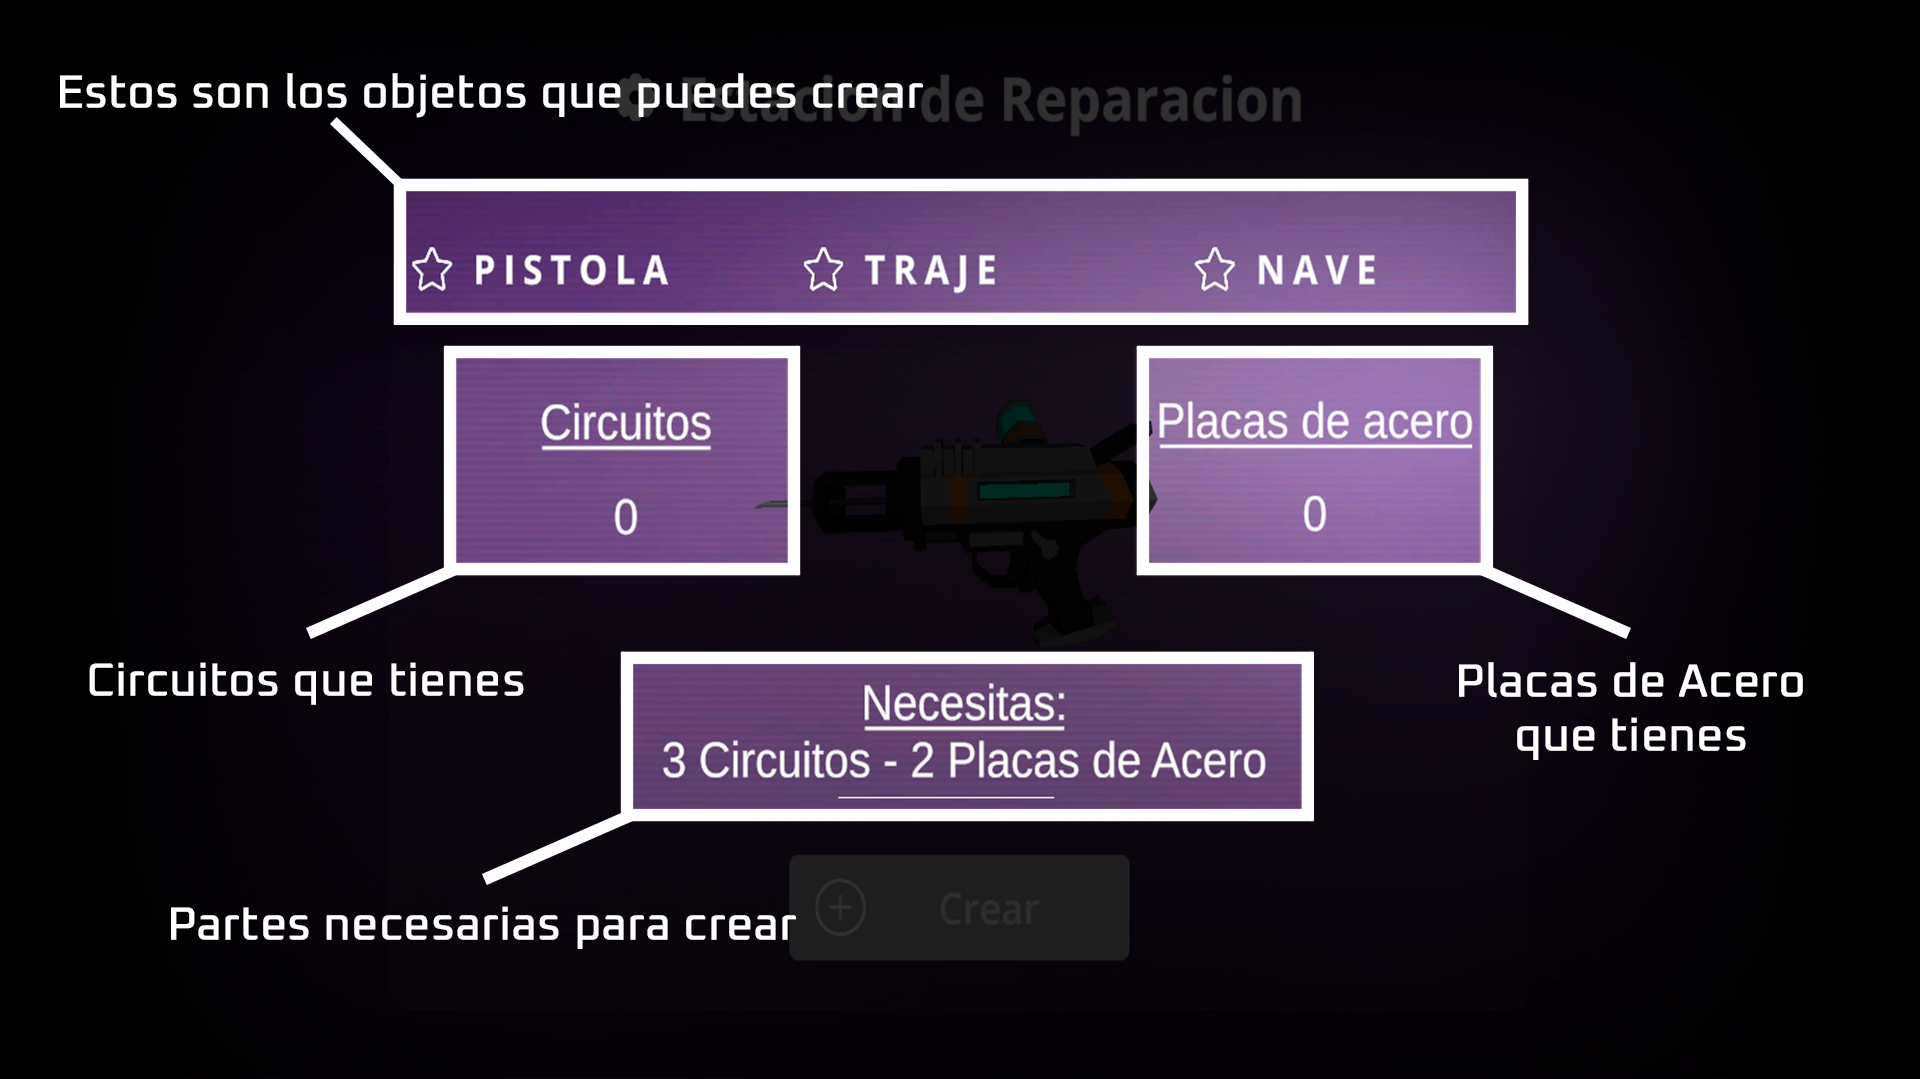 Estos son los objetos que puedes crear
Estacion de Reparacion
PISTOLA TRAJE NAVE
Circuitos
0
Placas de acero
0
Circuitos que tienes
Placas de Acero
que tienes
Necesitas:
3 Circuitos - 2 Placas de Acero
Partes necesarias para crear
Crear